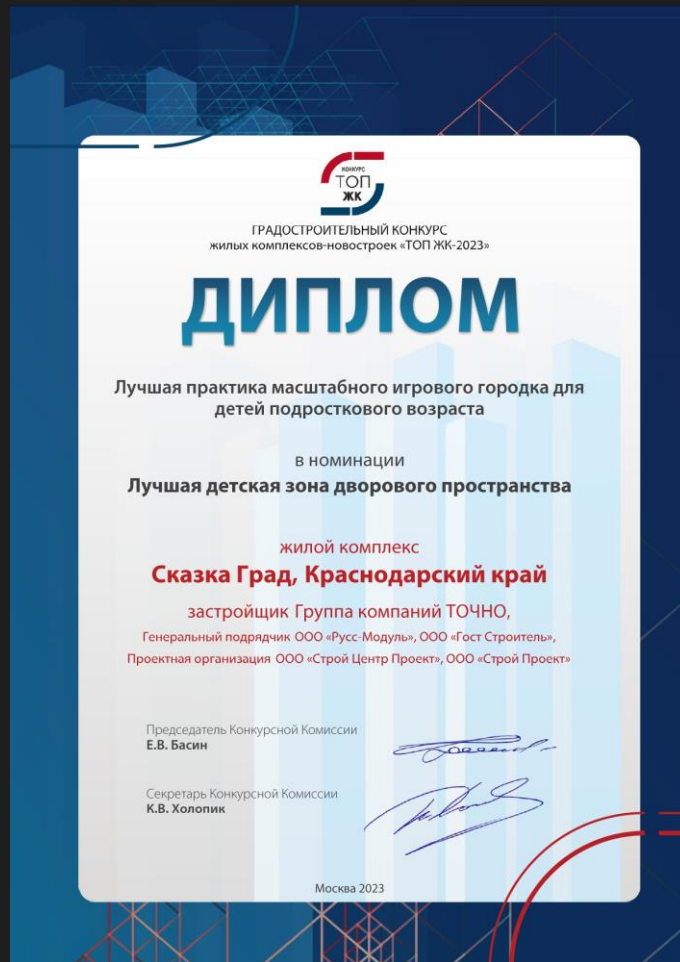 КОНКУРС
ТОП
ЖК
ГРАДОСТРОИТЕЛЬНЫЙ КОНКУРС
жилых комплексов-новостроек «ТОП ЖК-2023»
ДИПЛОМ
Лучшая практика масштабного игрового городка для
детей подросткового возраста
в номинации
Лучшая детская зона дворового пространства
жилой комплекс
Сказка Град, Краснодарский край
застройщик Группа компаний ТОЧНО,
Генеральный подрядчик ООО «Русс-Модуль», ООО «Гост Строитель»,
Проектная организация ООО «Строй Центр Проект», ООО «Строй Проект»
Председатель Конкурсной Комиссии
Е.В. Басин
Секретарь Конкурсной Комиссии
К.В. Холопик
Москва 2023